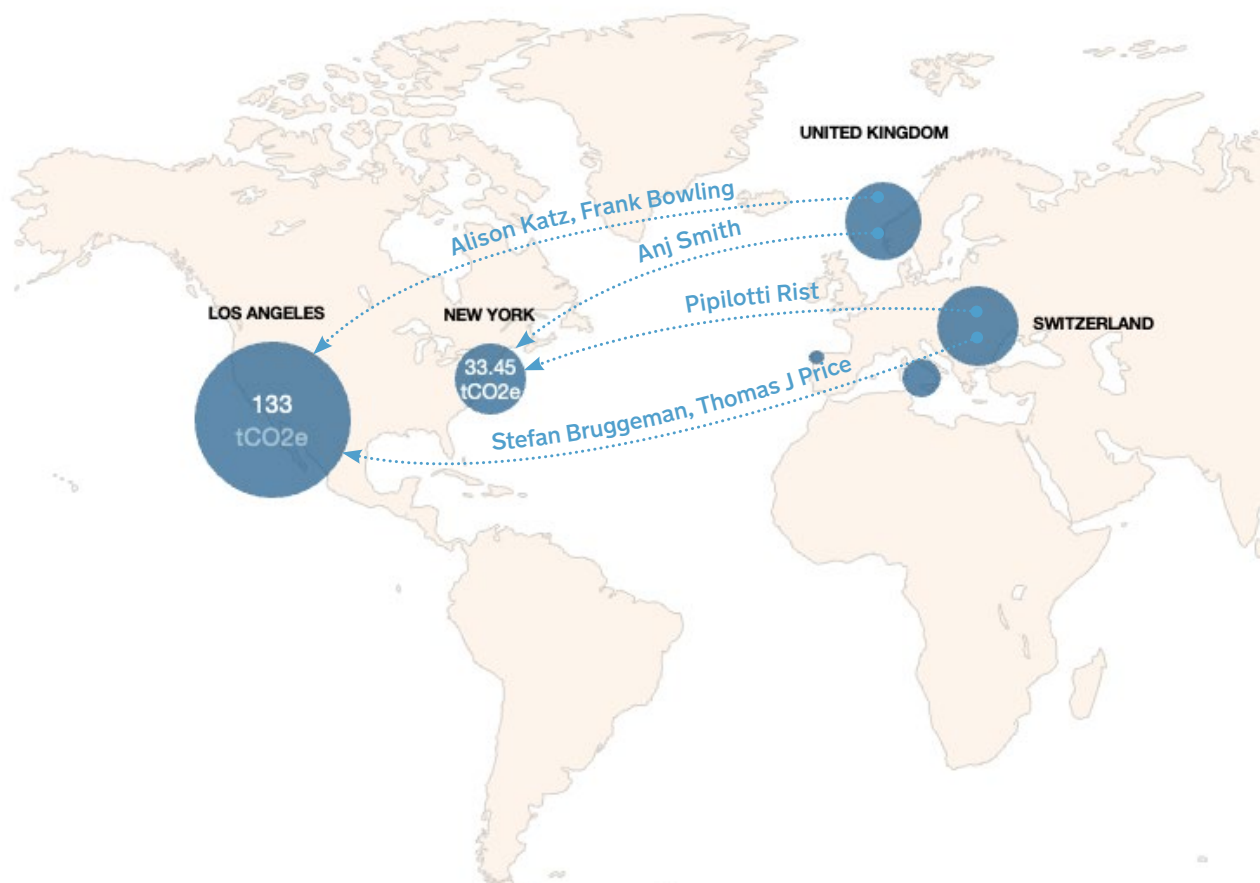 UNITED KINGDOM
Alison Katz, Frank Bowling
Anj Smith
Pipilotti Rist
LOS ANGELES
NEW YORK
SWITZERLAND
33.45
tCO2e
133
tCO2e
Stefan Bruggeman, Thomas J Price